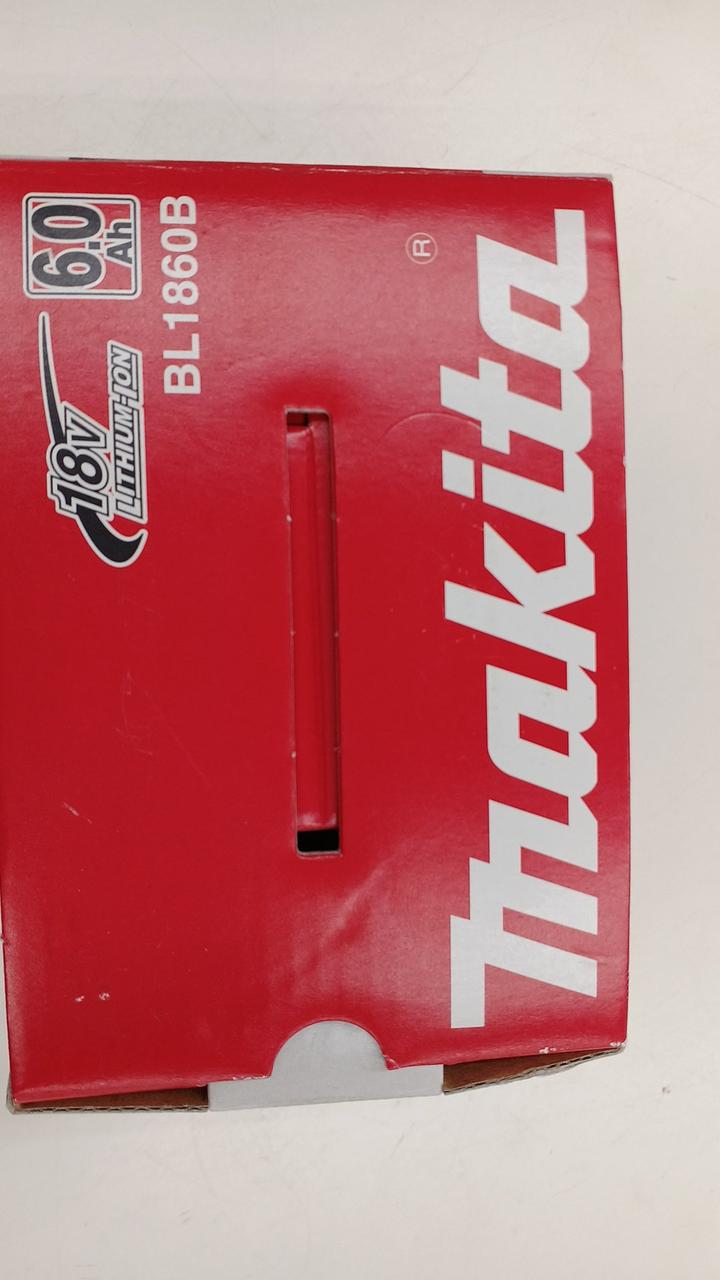 6.0
Ah
18V
LITHIUM-ION
BL1860B
®
makita